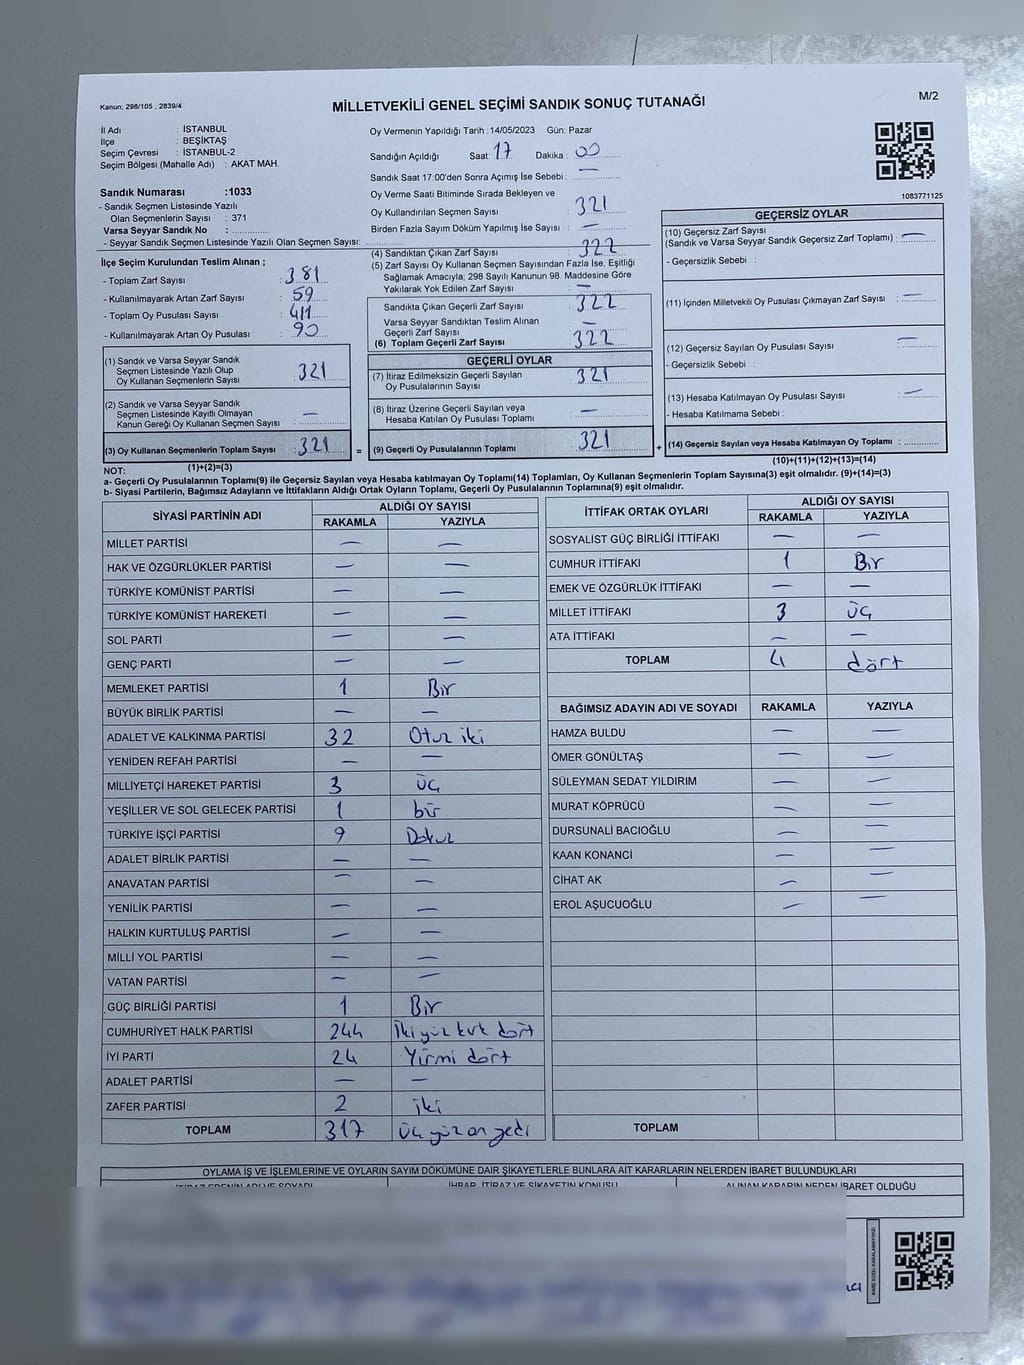 Kanun; 298/105 , 2839/4
MİLLETVEKİLİ GENEL SEÇİMİ SANDIK SONUÇ TUTANAĞI
M/2
İl Adı : İSTANBUL
İlçe : BEŞİKTAŞ
Seçim Çevresi : İSTANBUL-2
Seçim Bölgesi (Mahalle Adı) : AKAT MAH.
Sandık Numarası :1033
- Sandık Seçmen Listesinde Yazılı
Olan Seçmenlerin Sayısı : 371
Varsa Seyyar Sandık No :
- Seyyar Sandık Seçmen Listesinde Yazılı Olan Seçmen Sayısı:
Oy Vermenin Yapıldığı Tarih :14/05/2023 Gün: Pazar
Sandığın Açıldığı Saat: 17 Dakika : 00
Sandık Saat 17:00'den Sonra Açımış İse Sebebi : —
Oy Verme Saati Bitiminde Sırada Bekleyen ve
Oy Kullandırılan Seçmen Sayısı : 321
Birden Fazla Sayım Döküm Yapılmış İse Sayısı : —
1083771125
İlçe Seçim Kurulundan Teslim Alınan ;
- Toplam Zarf Sayısı : 381
- Kullanılmayarak Artan Zarf Sayısı : 59
- Toplam Oy Pusulası Sayısı : 411
- Kullanılmayarak Artan Oy Pusulası : 90
(1) Sandık ve Varsa Seyyar Sandık
Seçmen Listesinde Yazılı Olup
Oy Kullanan Seçmenlerin Sayısı : 321
(2) Sandık ve Varsa Seyyar Sandık
Seçmen Listesinde Kayıtlı Olmayan
Kanun Gereği Oy Kullanan Seçmen Sayısı : —
(3) Oy Kullanan Seçmenlerin Toplam Sayısı : 321
(1)+(2)=(3)
(4) Sandıktan Çıkan Zarf Sayısı : 322
(5) Zarf Sayısı Oy Kullanan Seçmen Sayısından Fazla İse, Eşitliği
Sağlamak Amacıyla; 298 Sayılı Kanunun 98. Maddesine Göre
Yakılarak Yok Edilen Zarf Sayısı : —
Sandıkta Çıkan Geçerli Zarf Sayısı : 322
Varsa Seyyar Sandıktan Teslim Alınan
Geçerli Zarf Sayısı : —
(6) Toplam Geçerli Zarf Sayısı : 322
GEÇERLİ OYLAR
(7) İtiraz Edilmeksizin Geçerli Sayılan
Oy Pusulalarının Sayısı : 321
(8) İtiraz Üzerine Geçerli Sayılan veya
Hesaba Katılan Oy Pusulası Toplamı : —
= (9) Geçerli Oy Pusulalarının Toplamı : 321 +
GEÇERSİZ OYLAR
(10) Geçersiz Zarf Sayısı
(Sandık ve Varsa Seyyar Sandık Geçersiz Zarf Toplamı) : —
- Geçersizlik Sebebi :
(11) İçinden Milletvekili Oy Pusulası Çıkmayan Zarf Sayısı : —
(12) Geçersiz Sayılan Oy Pusulası Sayısı : —
- Geçersizlik Sebebi :
(13) Hesaba Katılmayan Oy Pusulası Sayısı : —
- Hesaba Katılmama Sebebi :
(14) Geçersiz Sayılan veya Hesaba Katılmayan Oy Toplamı :
(10)+(11)+(12)+(13)=(14)
NOT:
a- Geçerli Oy Pusulalarının Toplamı(9) ile Geçersiz Sayılan veya Hesaba katılmayan Oy Toplamı(14) Toplamları, Oy Kullanan Seçmenlerin Toplam Sayısına(3) eşit olmalıdır. (9)+(14)=(3)
b- Siyasi Partilerin, Bağımsız Adayların ve İttifakların Aldığı Ortak Oyların Toplamı, Geçerli Oy Pusulalarının Toplamına(9) eşit olmalıdır.
SİYASİ PARTİNİN ADI ALDIĞI OY SAYISI
RAKAMLA YAZIYLA
MİLLET PARTİSİ — —
HAK VE ÖZGÜRLÜKLER PARTİSİ — —
TÜRKİYE KOMÜNİST PARTİSİ — —
TÜRKİYE KOMÜNİST HAREKETİ — —
SOL PARTİ — —
GENÇ PARTİ — —
MEMLEKET PARTİSİ 1 Bir
BÜYÜK BİRLİK PARTİSİ — —
ADALET VE KALKINMA PARTİSİ 32 Otuz iki
YENİDEN REFAH PARTİSİ — —
MİLLİYETÇİ HAREKET PARTİSİ 3 üç
YEŞİLLER VE SOL GELECEK PARTİSİ 1 bir
TÜRKİYE İŞÇİ PARTİSİ 9 Dokuz
ADALET BİRLİK PARTİSİ — —
ANAVATAN PARTİSİ — —
YENİLİK PARTİSİ — —
HALKIN KURTULUŞ PARTİSİ — —
MİLLİ YOL PARTİSİ — —
VATAN PARTİSİ — —
GÜÇ BİRLİĞİ PARTİSİ 1 Bir
CUMHURİYET HALK PARTİSİ 244 İki yüz kırk dört
İYİ PARTİ 24 Yirmi dört
ADALET PARTİSİ — —
ZAFER PARTİSİ 2 iki
TOPLAM 317 üç yüz on yedi
İTTİFAK ORTAK OYLARI ALDIĞI OY SAYISI
RAKAMLA YAZIYLA
SOSYALİST GÜÇ BİRLİĞİ İTTİFAKI — —
CUMHUR İTTİFAKI 1 Bir
EMEK VE ÖZGÜRLÜK İTTİFAKI — —
MİLLET İTTİFAKI 3 üç
ATA İTTİFAKI — —
TOPLAM 4 dört
BAĞIMSIZ ADAYIN ADI VE SOYADI RAKAMLA YAZIYLA
HAMZA BULDU — —
ÖMER GÖNÜLTAŞ — —
SÜLEYMAN SEDAT YILDIRIM — —
MURAT KÖPRÜCÜ — —
DURSUNALİ BACIOĞLU — —
KAAN KONANCİ — —
CİHAT AK — —
EROL AŞUCUOĞLU — —
TOPLAM
OYLAMA İŞ VE İŞLEMLERİNE VE OYLARIN SAYIM DÖKÜMÜNE DAİR ŞİKAYETLERLE BUNLARA AİT KARARLARIN NELERDEN İBARET BULUNDUKLARI
İTİRAZ EDENİN ADI VE SOYADI İHBAR, İTİRAZ VE ŞİKAYETİN KONUSU ALINAN KARARIN NEDEN İBARET OLDUĞU
KARE KODU KARALAMAYINIZ!